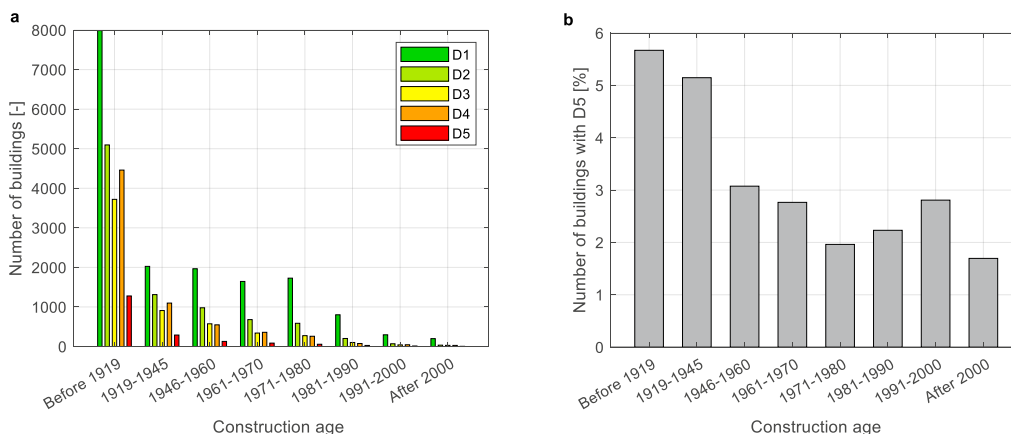 a
Number of buildings [-]
8000
7000
6000
5000
4000
3000
2000
1000
0
D1
D2
D3
D4
D5
Before 1919
1919-1945
1946-1960
1961-1970
1971-1980
1981-1990
1991-2000
After 2000
Construction age
b
Number of buildings with D5 [%]
6
5
4
3
2
1
0
Before 1919
1919-1945
1946-1960
1961-1970
1971-1980
1981-1990
1991-2000
After 2000
Construction age